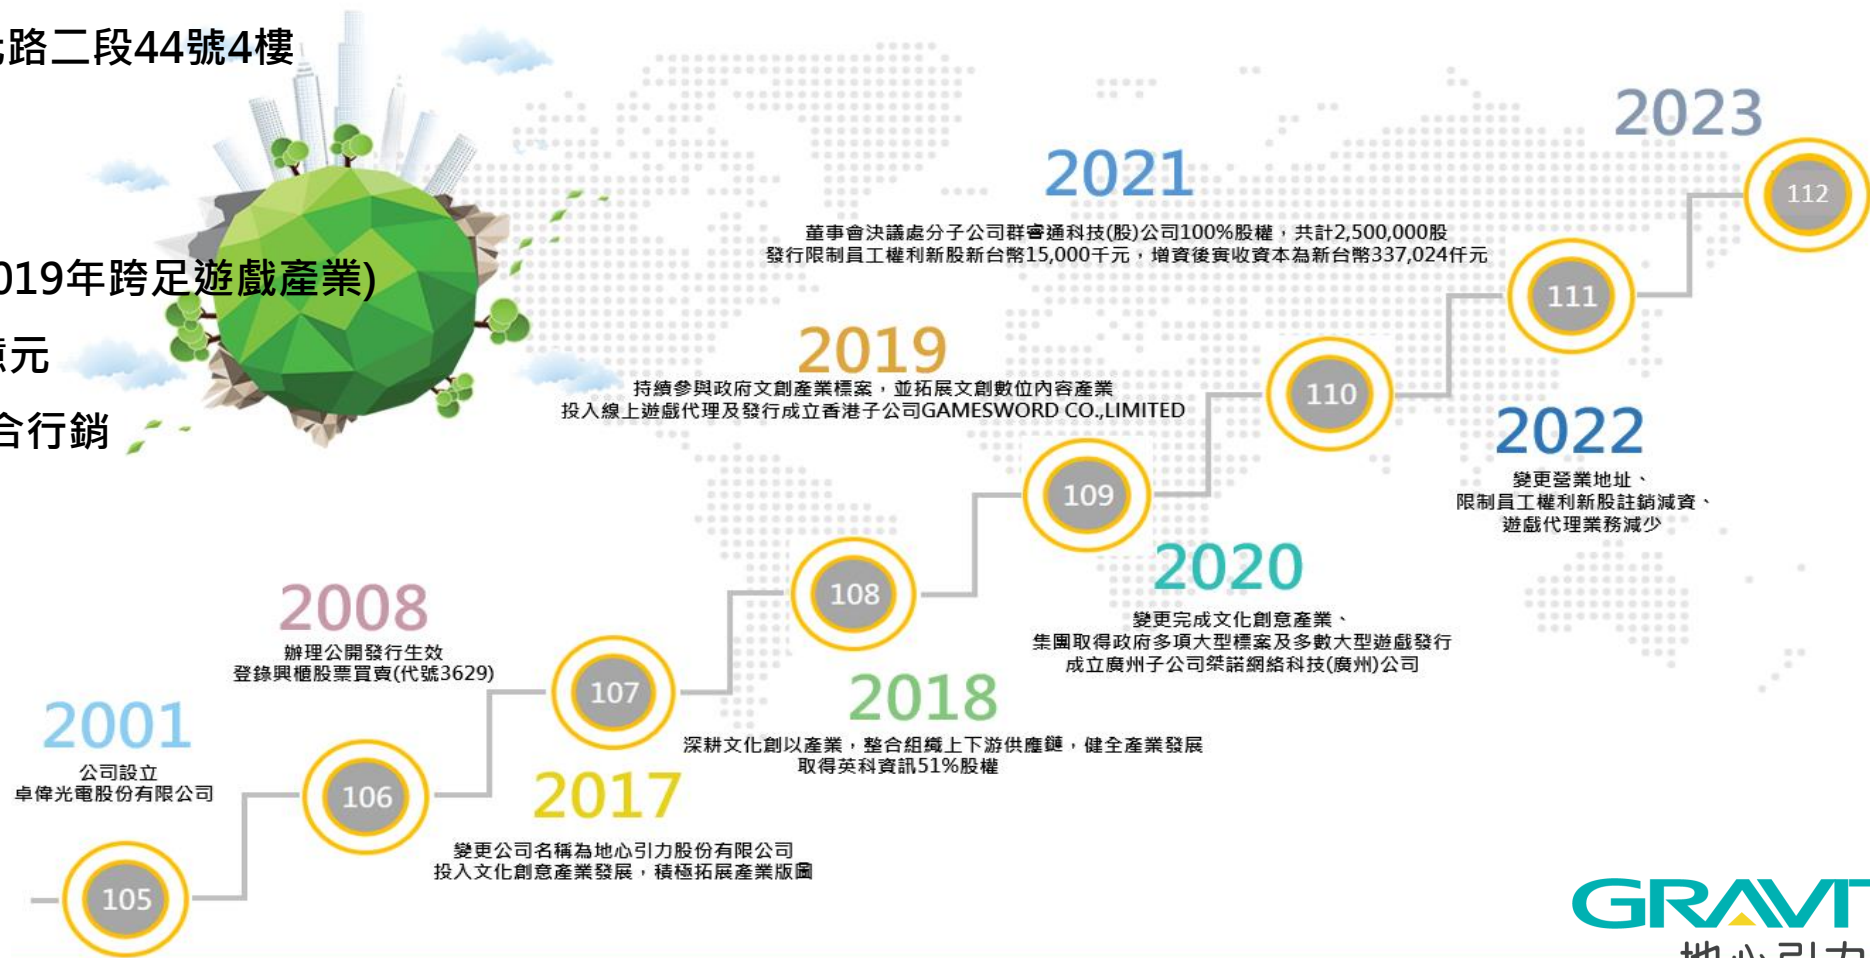 路二段44號4樓
019年跨足遊戲產業)
億元
合行銷
2023
112
2021
董事會決議處分子公司群睿通科技(股)公司100%股權，共計2,500,000股
發行限制員工權利新股新台幣15,000千元，增資後實收資本為新台幣337,024仟元
111
2019
持續參與政府文創產業標案，並拓展文創數位內容產業
投入線上遊戲代理及發行成立香港子公司GAMESWORD CO.,LIMITED
110
2022
變更營業地址、
限制員工權利新股註銷減資、
遊戲代理業務減少
109
2020
變更完成文化創意產業、
集團取得政府多項大型標案及多數大型遊戲發行
成立廣州子公司桀諾網絡科技(廣州)公司
108
2008
辦理公開發行生效
登錄興櫃股票買賣(代號3629)
107
2018
深耕文化創以產業，整合組織上下游供應鏈，健全產業發展
取得英科資訊51%股權
2001
公司設立
卓偉光電股份有限公司
106
2017
變更公司名稱為地心引力股份有限公司
投入文化創意產業發展，積極拓展產業版圖
105
GRAVIT
地心引力